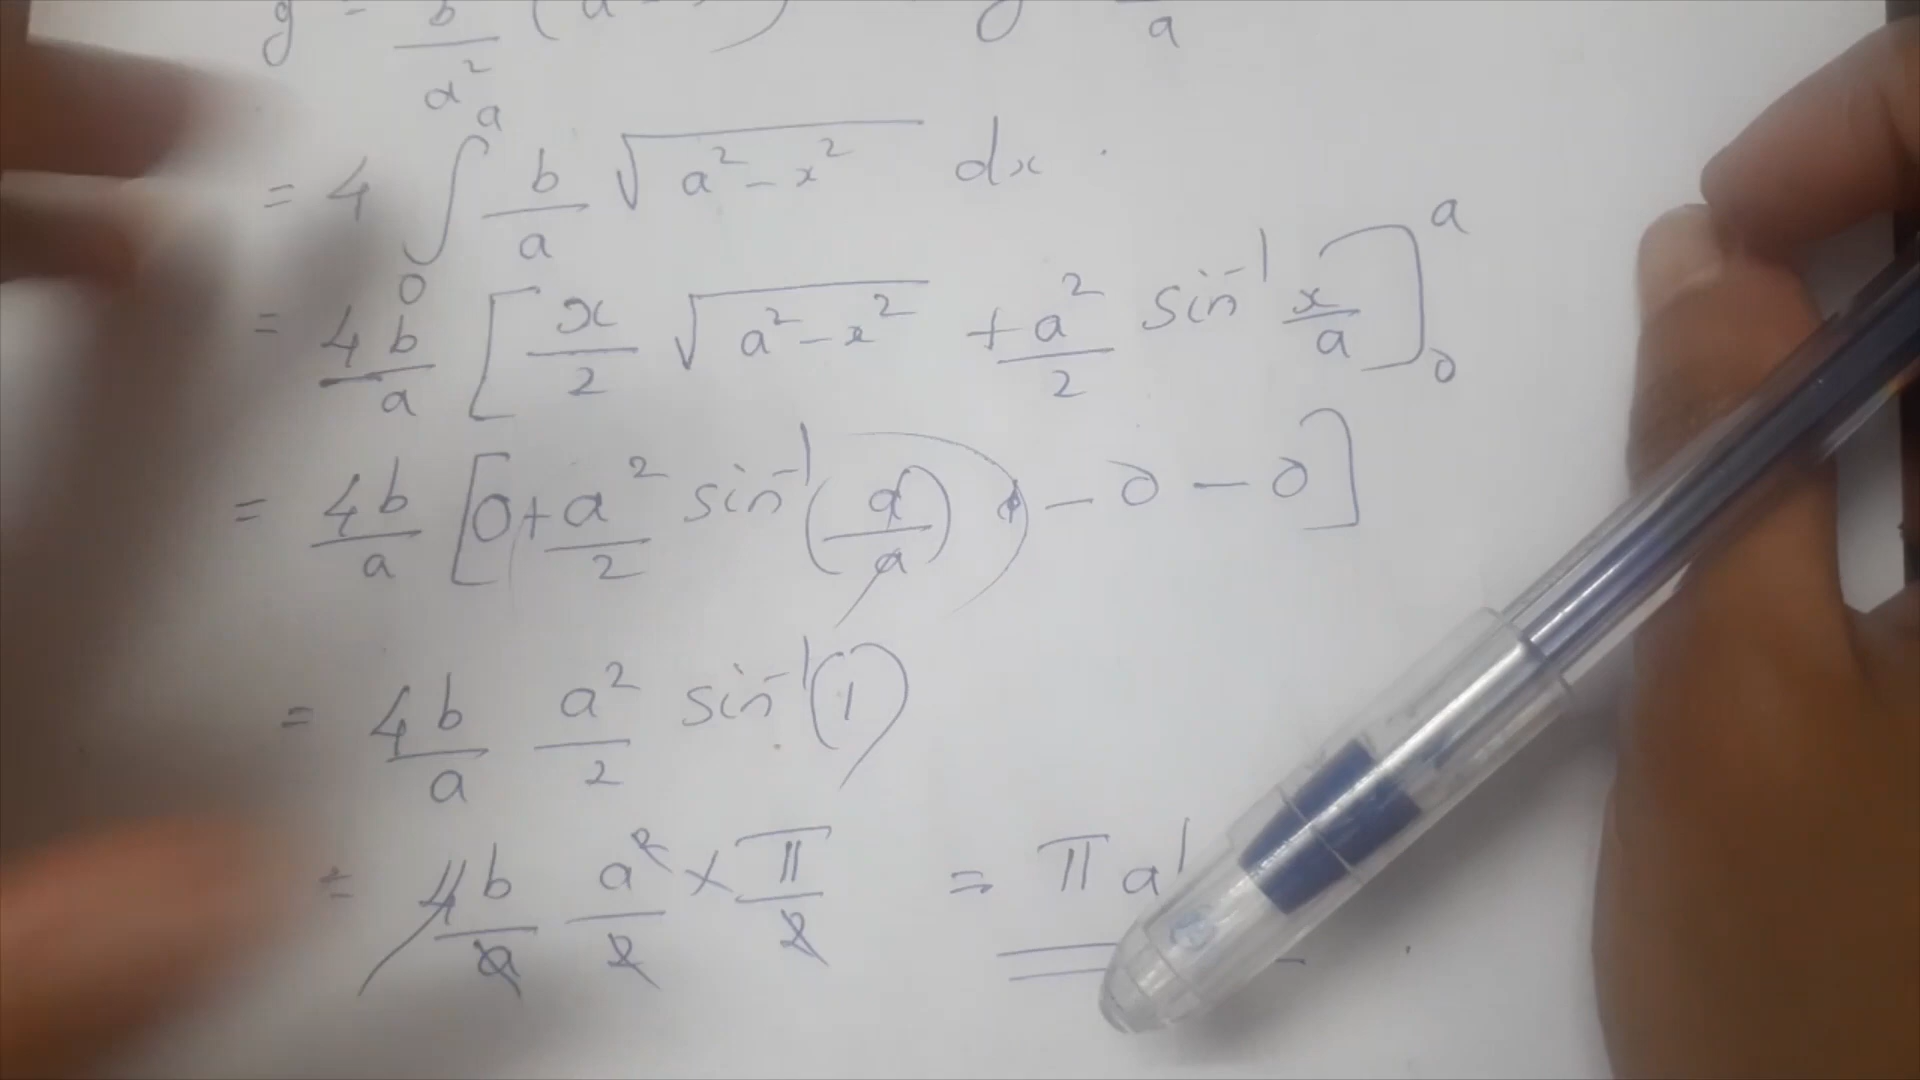 y = b/a² (a
y a
= 4 ∫₀ᵃ b/a √(a² - x²) dx
= 4b/a [x/2 √(a² - x²) + a²/2 sin⁻¹ x/a]₀ᵃ
= 4b/a [0 + a²/2 sin⁻¹(a/a) - 0 - 0]
= 4b/a a²/2 sin⁻¹(1)
= 4b/a a²/2 × π/2 = πa